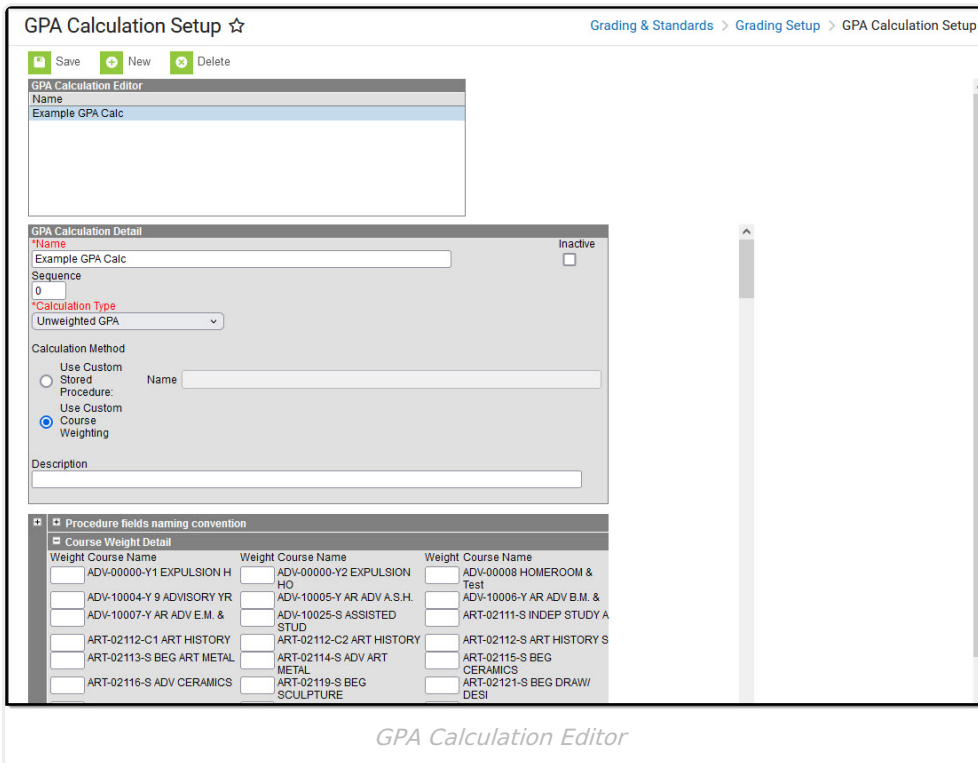 GPA Calculation Setup ☆
Grading & Standards > Grading Setup > GPA Calculation Setup
Save New Delete
GPA Calculation Editor
Name
Example GPA Calc
GPA Calculation Detail
*Name Inactive
Example GPA Calc
Sequence
0
*Calculation Type
Unweighted GPA
Calculation Method
Use Custom
Stored
Procedure:
Name
Use Custom
Course
Weighting
Description
Procedure fields naming convention
Course Weight Detail
Weight Course Name Weight Course Name Weight Course Name
ADV-00000-Y1 EXPULSION H ADV-00000-Y2 EXPULSION HO ADV-00008 HOMEROOM & Test
ADV-10004-Y 9 ADVISORY YR ADV-10005-Y AR ADV A.S.H. ADV-10006-Y AR ADV B.M. &
ADV-10007-Y AR ADV E.M. & ADV-10025-S ASSISTED STUD ART-02111-S INDEP STUDY A
ART-02112-C1 ART HISTORY ART-02112-C2 ART HISTORY ART-02112-S ART HISTORY S
ART-02113-S BEG ART METAL ART-02114-S ADV ART METAL ART-02115-S BEG CERAMICS
ART-02116-S ADV CERAMICS ART-02119-S BEG SCULPTURE ART-02121-S BEG DRAW/ DESI
GPA Calculation Editor